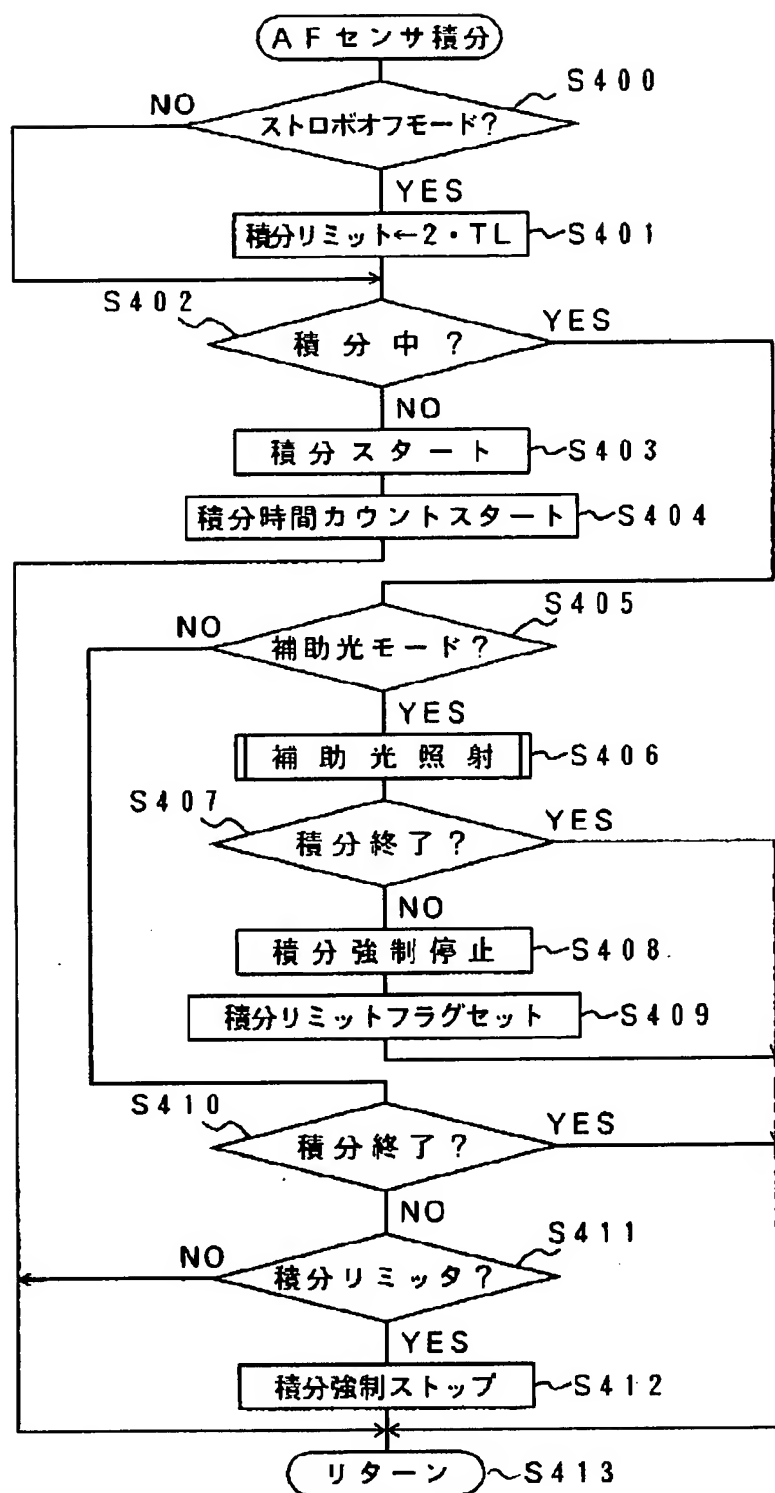 AFセンサ積分
S400
NO
ストロボオフモード?
YES
積分リミット←2・TL
S401
S402
積分中?
YES
NO
積分スタート
S403
積分時間カウントスタート
S404
S405
NO
補助光モード?
YES
補助光照射
S406
S407
積分終了?
YES
NO
積分強制停止
S408
積分リミットフラグセット
S409
S410
積分終了?
YES
NO
S411
NO
積分リミッタ?
YES
積分強制ストップ
S412
リターン
S413